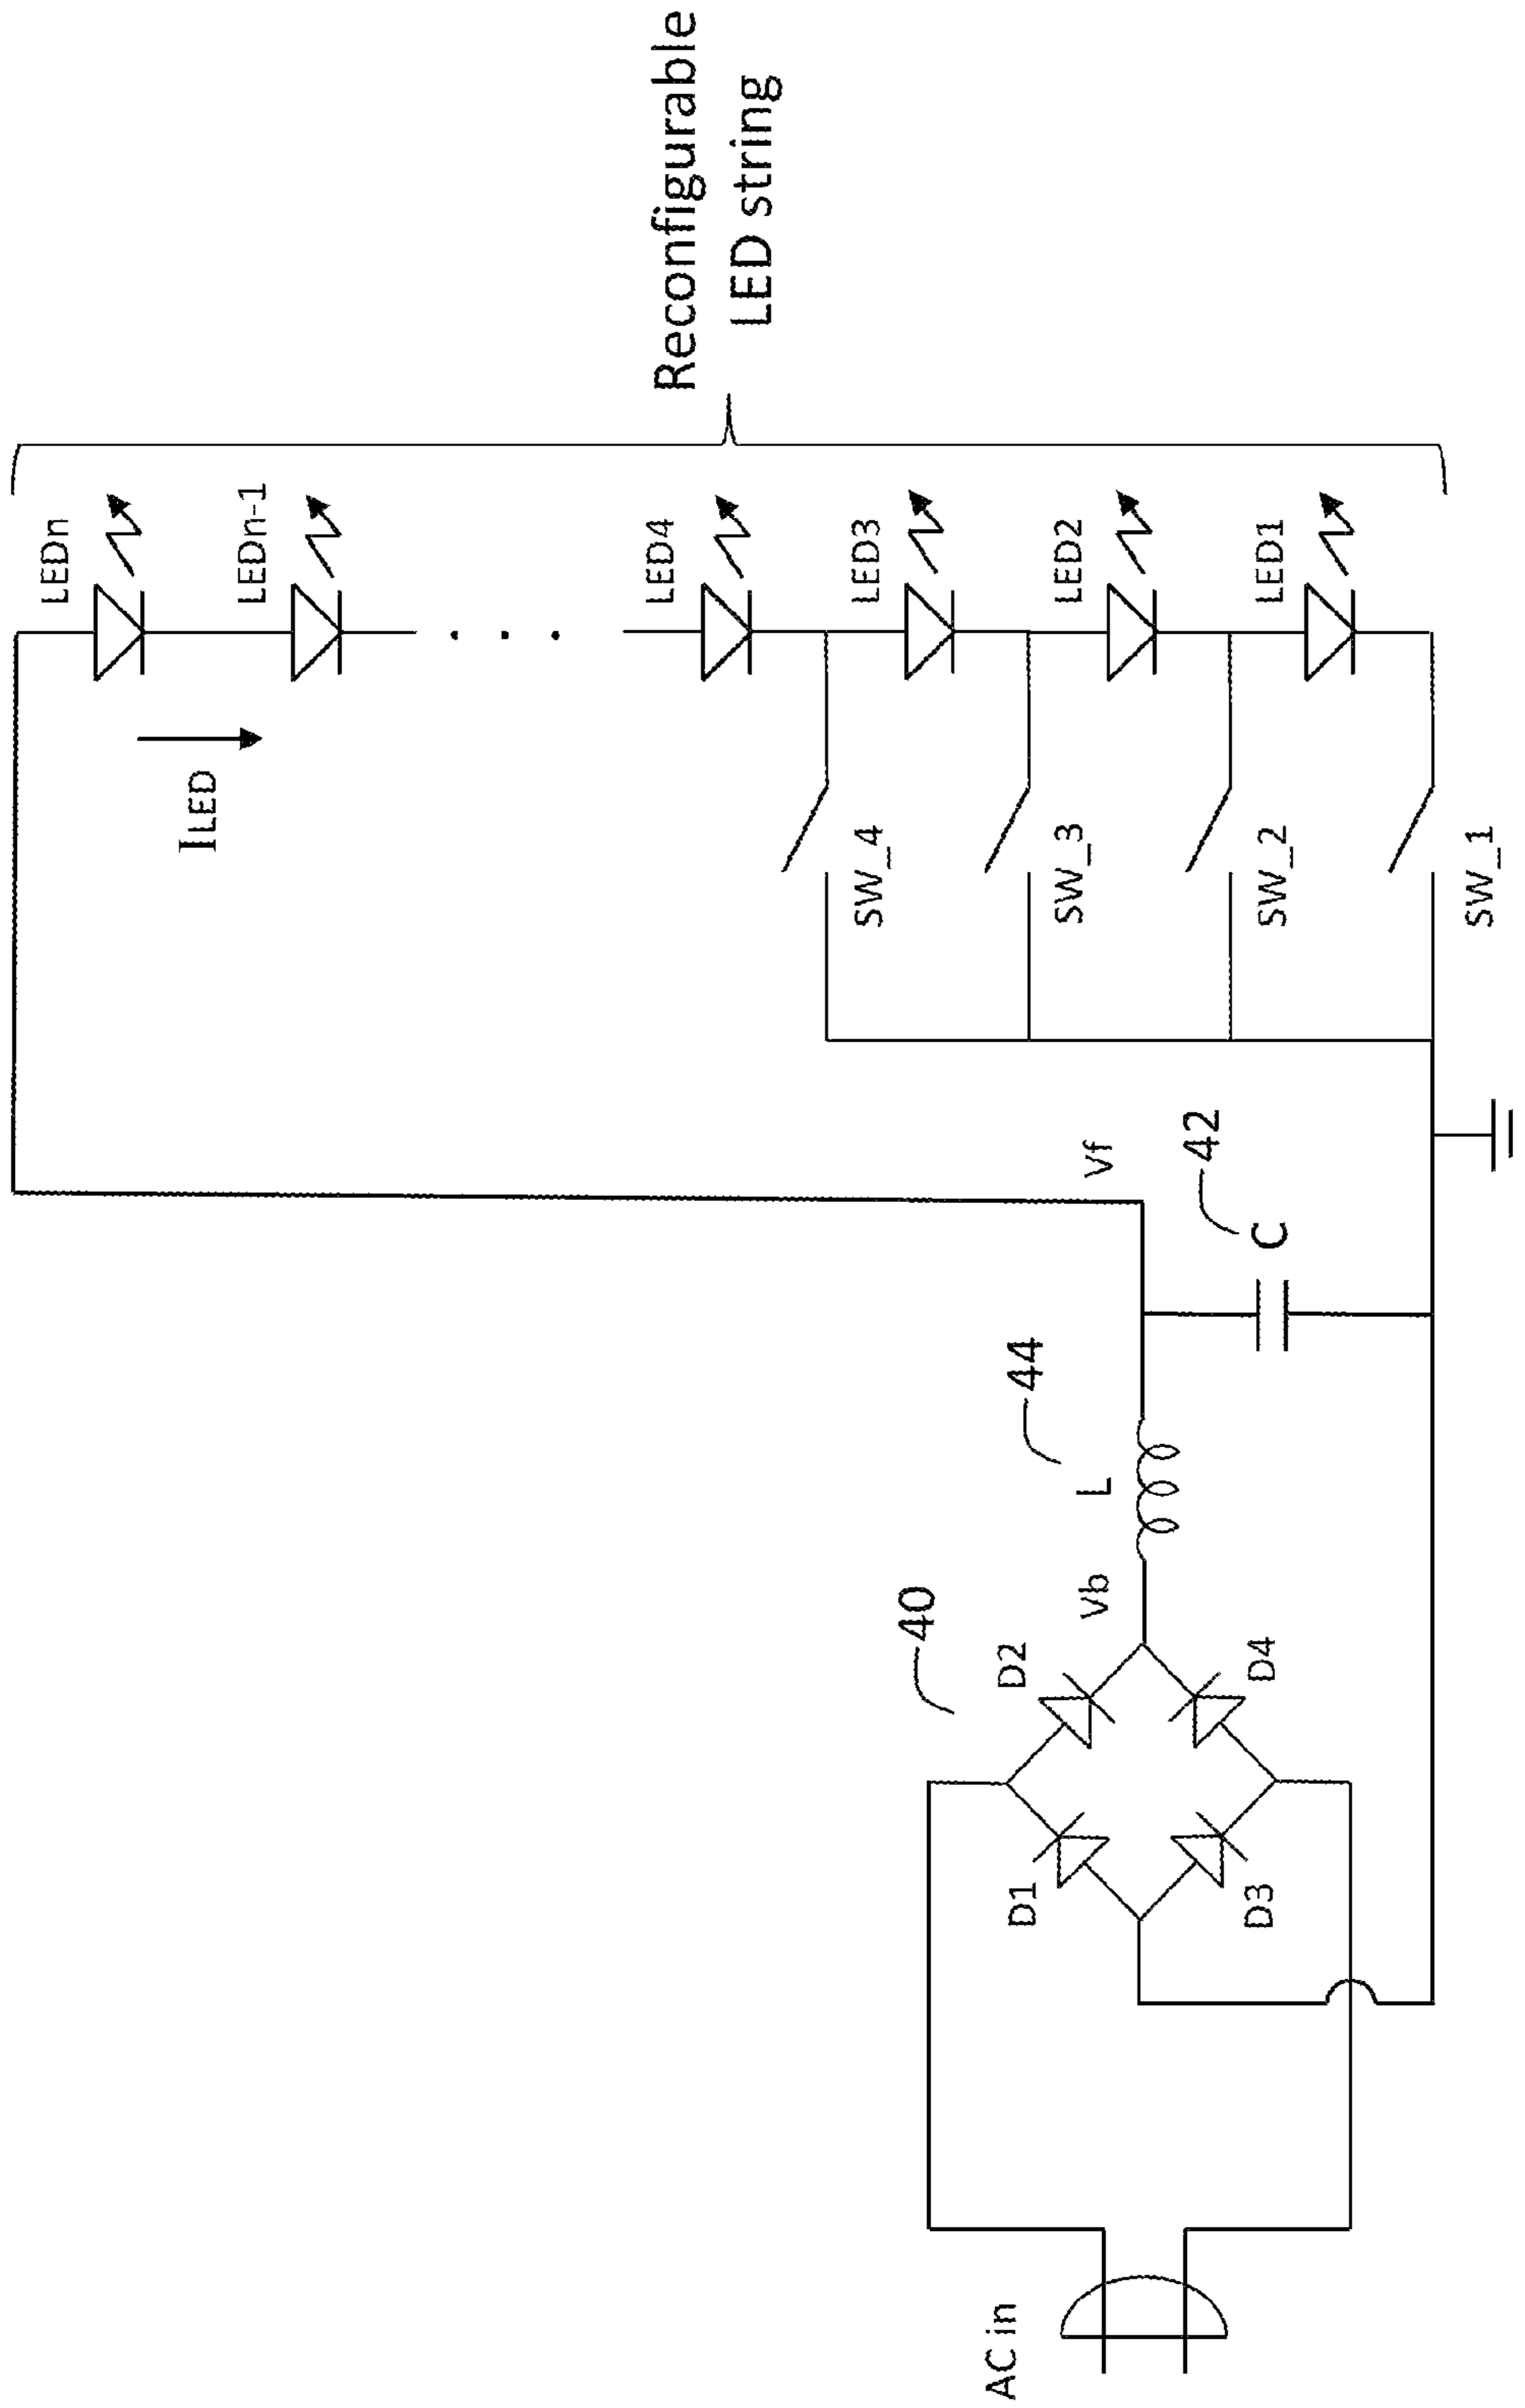 Reconfigurable
LED string
LEDn
LEDn-1
LED4
LED3
LED2
LED1
ILED
SW_4
SW_3
SW_2
SW_1
Vf
42
C
44
L
Vb
40
D2
D4
D1
D3
AC in